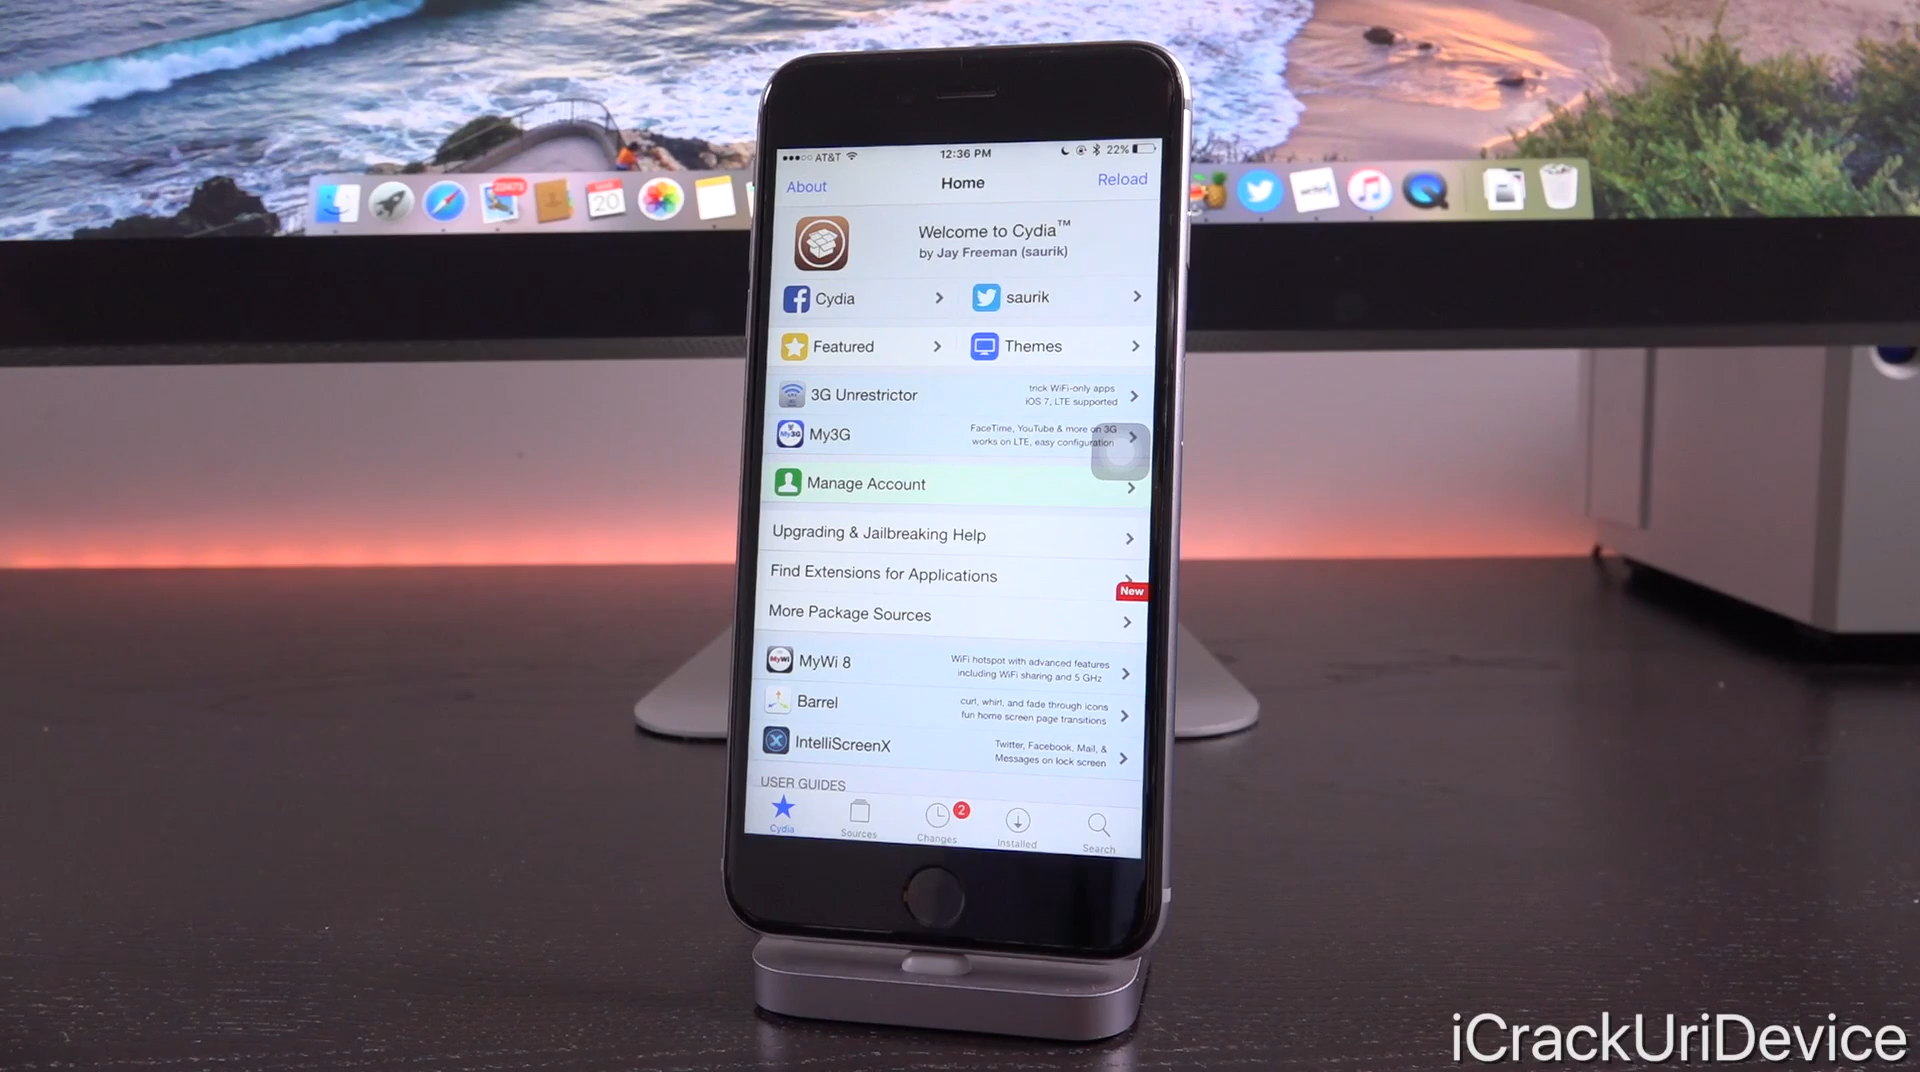 ●●●○○ AT&T 12:36 PM 22%
About Home Reload
Welcome to Cydia™
by Jay Freeman (saurik)
Cydia saurik
Featured Themes
3G Unrestrictor
trick WiFi-only apps
iOS 7, LTE supported
My3G
My3G
FaceTime, YouTube & more on 3G
works on LTE, easy configuration
Manage Account
Upgrading & Jailbreaking Help
Find Extensions for Applications
New
More Package Sources
MyWi
MyWi 8
WiFi hotspot with advanced features
including WiFi sharing and 5 GHz
Barrel
curl, whirl, and fade through icons
fun home screen page transitions
IntelliScreenX
Twitter, Facebook, Mail, &
Messages on lock screen
USER GUIDES
2
Cydia Sources Changes Installed Search
20
iCrackUriDevice